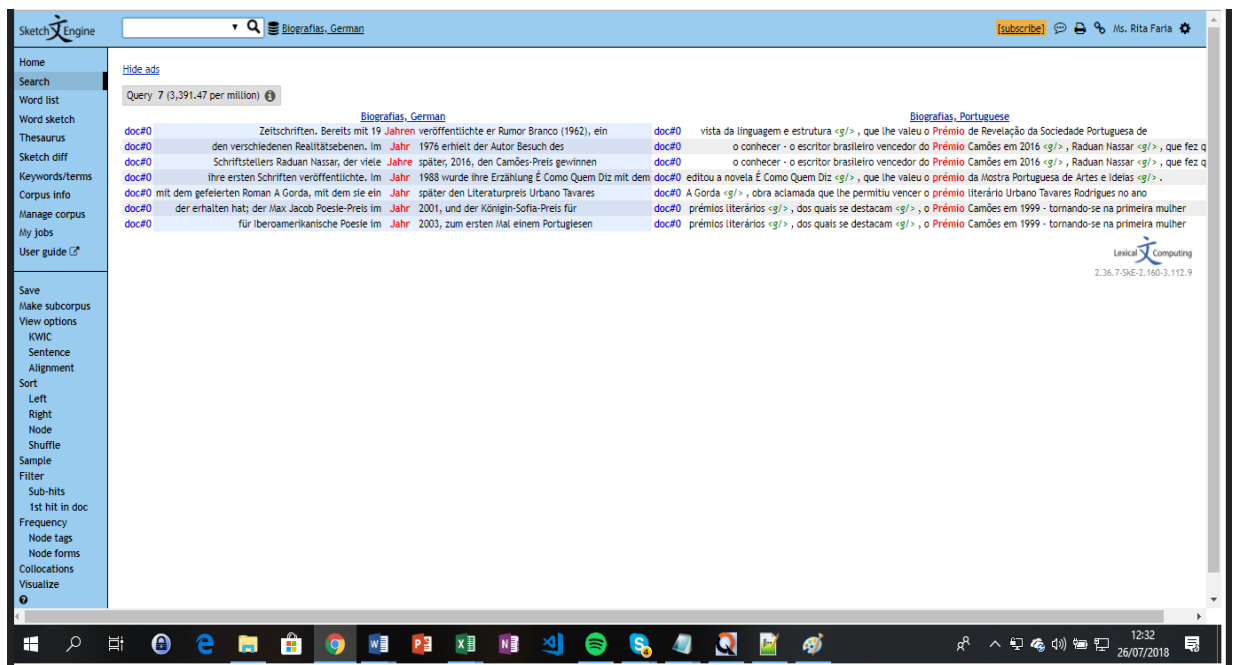 Sketch Engine
Biografias, German
[subscribe] Ms. Rita Faria
Home
Search
Word list
Word sketch
Thesaurus
Sketch diff
Keywords/terms
Corpus info
Manage corpus
My jobs
User guide
Save
Make subcorpus
View options
KWIC
Sentence
Alignment
Sort
Left
Right
Node
Shuffle
Sample
Filter
Sub-hits
1st hit in doc
Frequency
Node tags
Node forms
Collocations
Visualize
Hide ads
Query 7 (3,391.47 per million)
Biografias, German Biografias, Portuguese
doc#0 Zeitschriften. Bereits mit 19 Jahren veröffentlichte er Rumor Branco (1962), ein doc#0 vista da linguagem e estrutura <g/> , que lhe valeu o Prémio de Revelação da Sociedade Portuguesa de
doc#0 den verschiedenen Realitätsebenen. Im Jahr 1976 erhielt der Autor Besuch des doc#0 o conhecer - o escritor brasileiro vencedor do Prémio Camões em 2016 <g/> , Raduan Nassar <g/> , que fez q
doc#0 Schriftstellers Raduan Nassar, der viele Jahre später, 2016, den Camões-Preis gewinnen doc#0 o conhecer - o escritor brasileiro vencedor do Prémio Camões em 2016 <g/> , Raduan Nassar <g/> , que fez q
doc#0 ihre ersten Schriften veröffentlichte. Im Jahr 1988 wurde ihre Erzählung É Como Quem Diz mit dem doc#0 editou a novela É Como Quem Diz <g/> , que lhe valeu o prémio da Mostra Portuguesa de Artes e Ideias <g/> .
doc#0 mit dem gefeierten Roman A Gorda, mit dem sie ein Jahr später den Literaturpreis Urbano Tavares doc#0 A Gorda <g/> , obra aclamada que lhe permitiu vencer o prémio literário Urbano Tavares Rodrigues no ano
doc#0 der erhalten hat; der Max Jacob Poesie-Preis im Jahr 2001, und der Königin-Sofia-Preis für doc#0 prémios literários <g/> , dos quais se destacam <g/> , o Prémio Camões em 1999 - tornando-se na primeira mulher
doc#0 für Iberoamerikanische Poesie im Jahr 2003, zum ersten Mal einem Portugiesen doc#0 prémios literários <g/> , dos quais se destacam <g/> , o Prémio Camões em 1999 - tornando-se na primeira mulher
Lexical Computing
2.36.7-SkE-2.160-3.112.9
12:32
26/07/2018